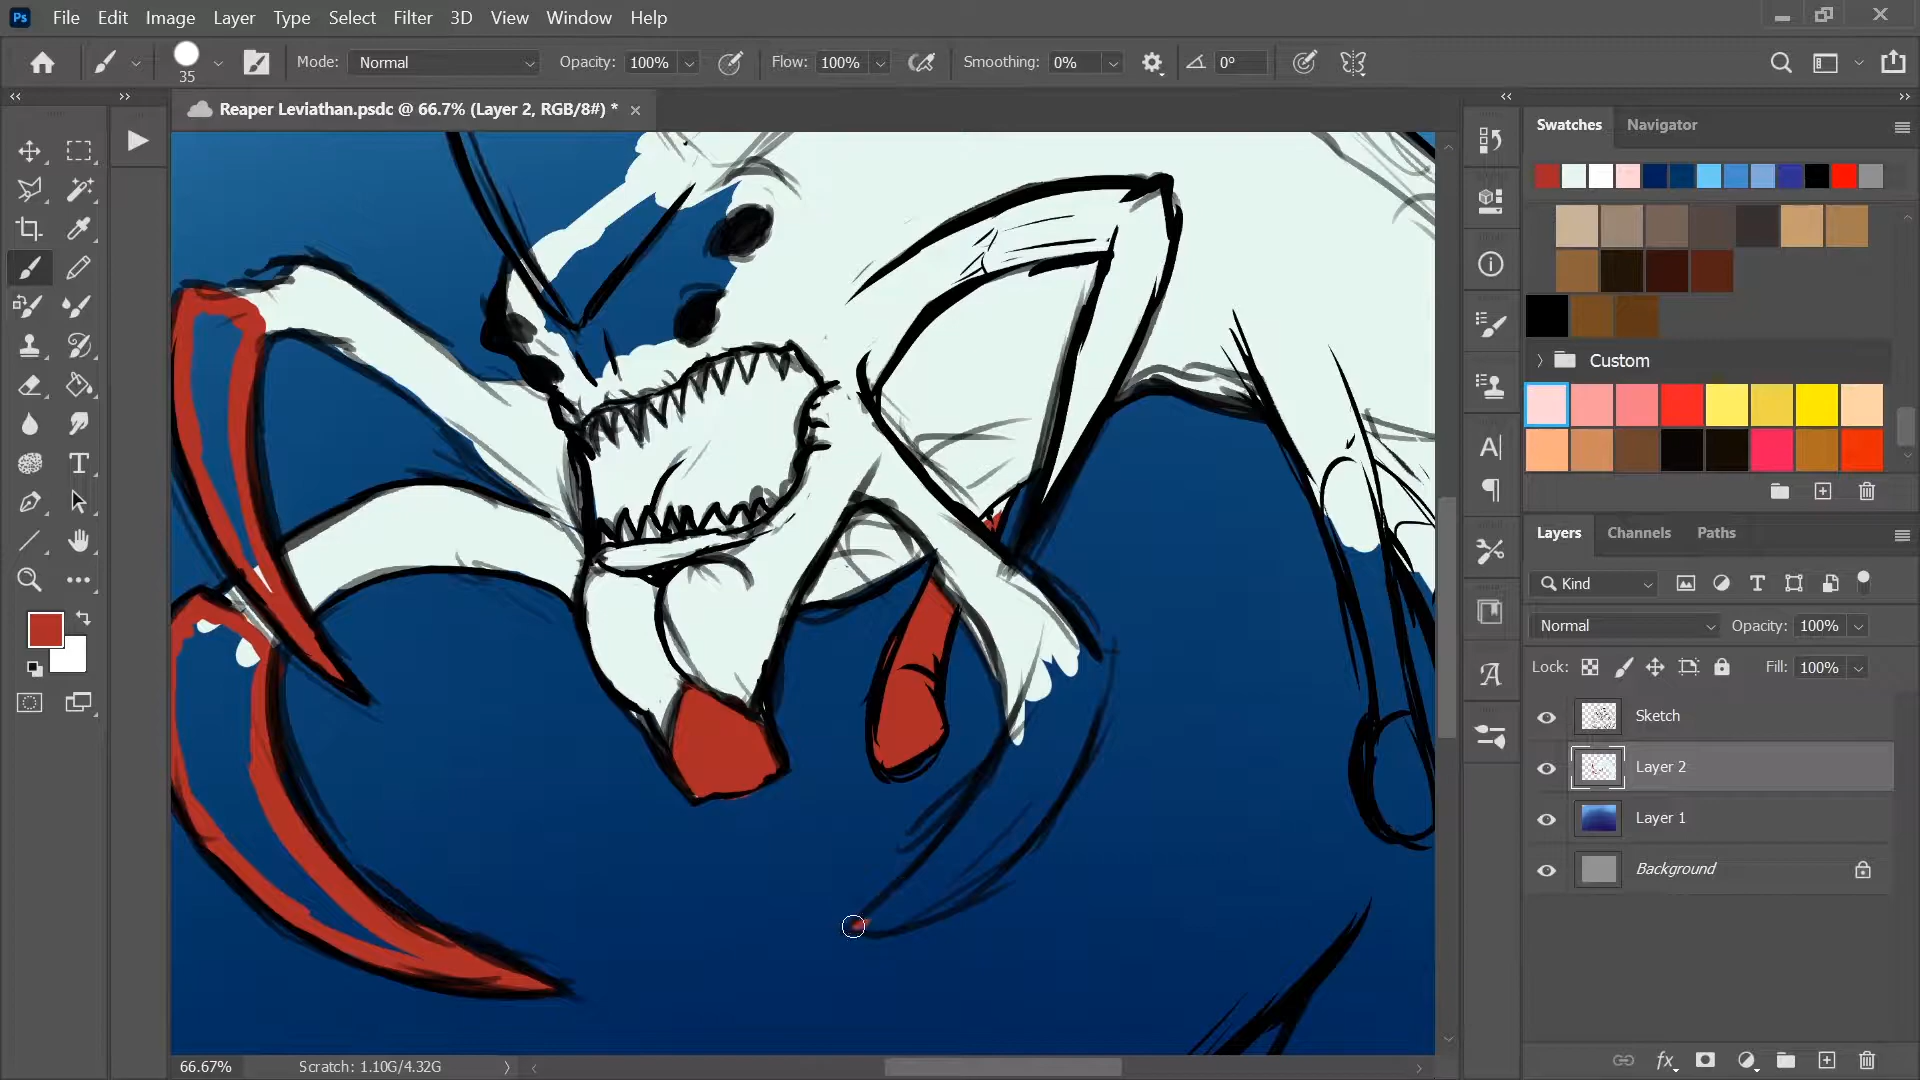 Ps File Edit Image Layer Type Select Filter 3D View Window Help
35 Mode: Normal Opacity: 100% Flow: 100% Smoothing: 0% 0°
Reaper Leviathan.psdc @ 66.7% (Layer 2, RGB/8#) *
Swatches Navigator
Custom
Layers Channels Paths
Kind
Normal Opacity: 100%
Lock: Fill: 100%
Sketch
Layer 2
Layer 1
Background
66.67% Scratch: 1.10G/4.32G